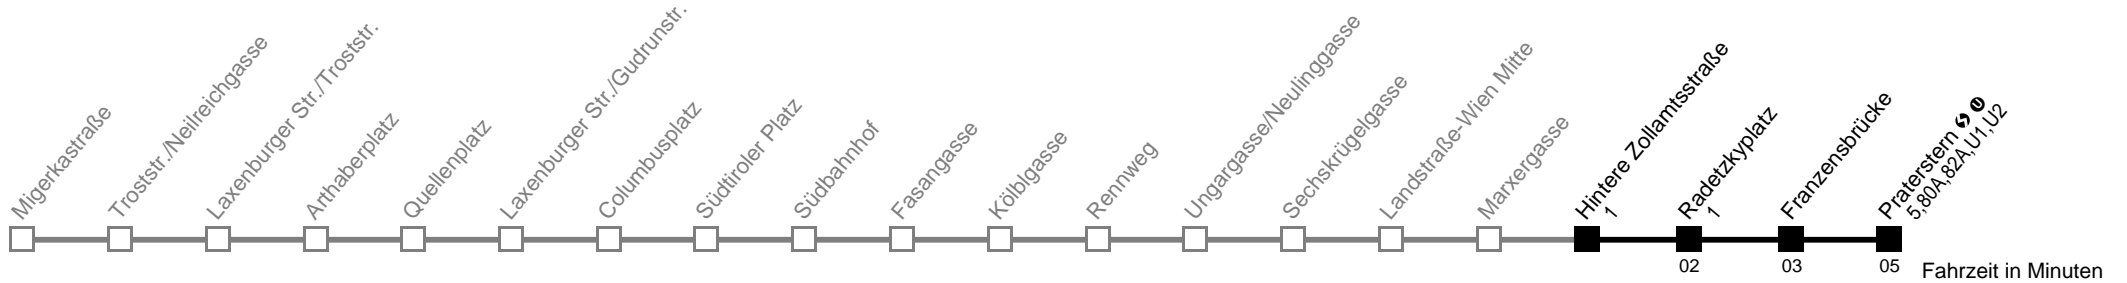 Migerkastraße
Troststr./Neilreichgasse
Laxenburger Str./Troststr.
Arthaberplatz
Quellenplatz
Laxenburger Str./Gudrunstr.
Columbusplatz
Südtiroler Platz
Südbahnhof
Fasangasse
Kölblgasse
Rennweg
Ungargasse/Neulinggasse
Sechskrügelgasse
Landstraße-Wien Mitte
Marxergasse
Hintere Zollamtsstraße
1
Radetzkyplatz
1
Franzensbrücke
Praterstern S U
5,80A,82A,U1,U2
02
03
05
Fahrzeit in Minuten